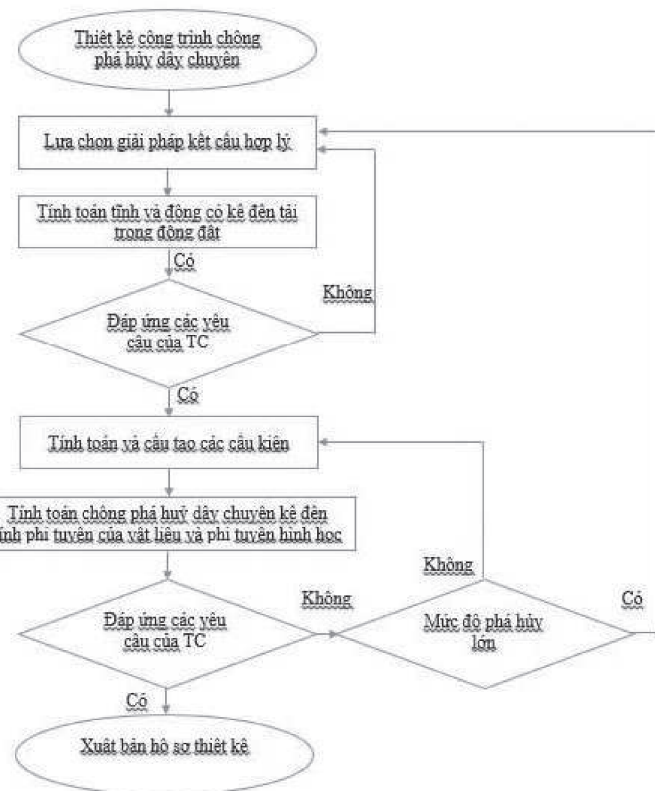 Thiết kế công trình chống
phá hủy dây chuyền
Lưa chon giải pháp kết cấu hợp lý
Tính toán tĩnh và động có kể đến tải
trong động đất
Có
Không
Đáp ứng các yêu
cầu của TC
Có
Tính toán và cấu tạo các cấu kiện
Tính toán chống phá huỷ dây chuyền kể đến
ính phi tuyến của vật liệu và phi tuyến hình học
Không
Không
Có
Đáp ứng các yêu
cầu của TC
Mức độ phá hủy
lớn
Có
Xuất bản hồ sơ thiết kế